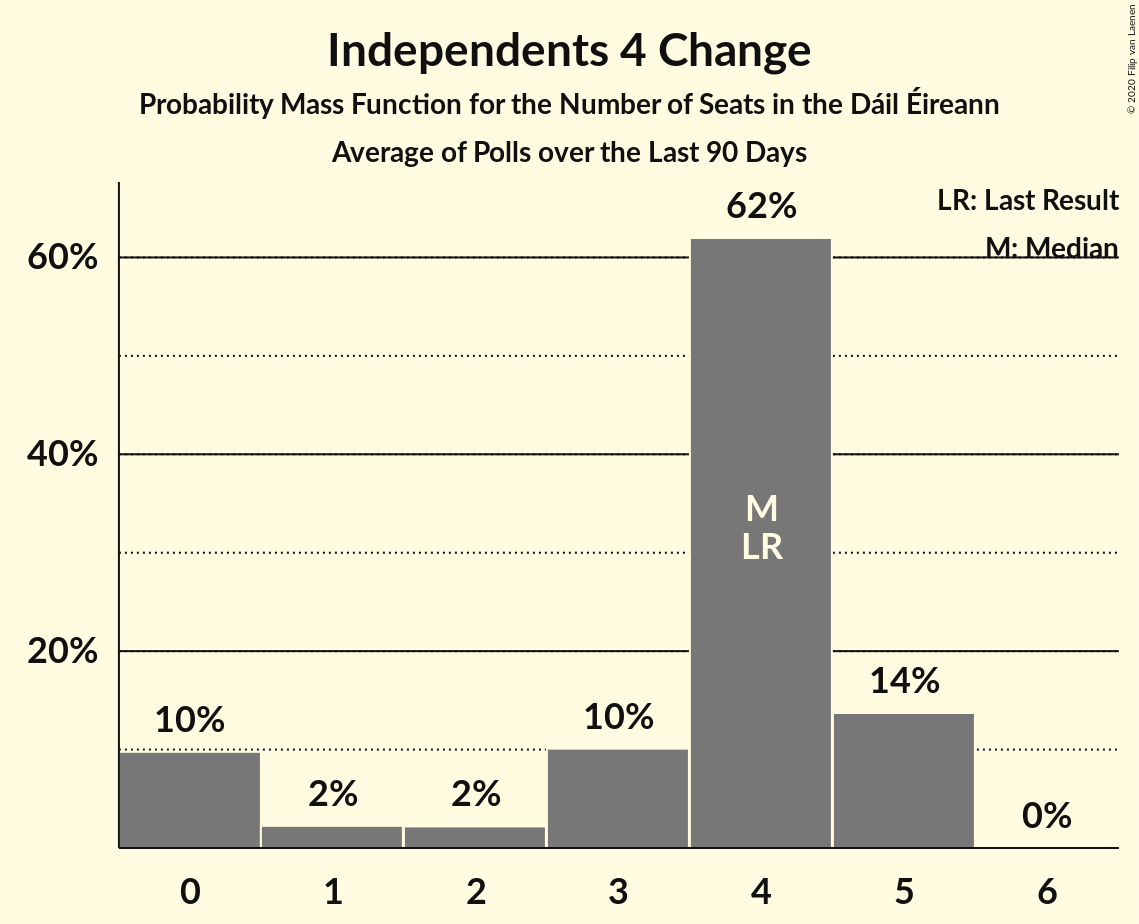 Independents 4 Change
Probability Mass Function for the Number of Seats in the Dáil Éireann
Average of Polls over the Last 90 Days
© 2020 Filip van Laenen
LR: Last Result
M: Median
60%
40%
20%
10%
2%
2%
10%
62%
14%
0%
M
LR
0
1
2
3
4
5
6